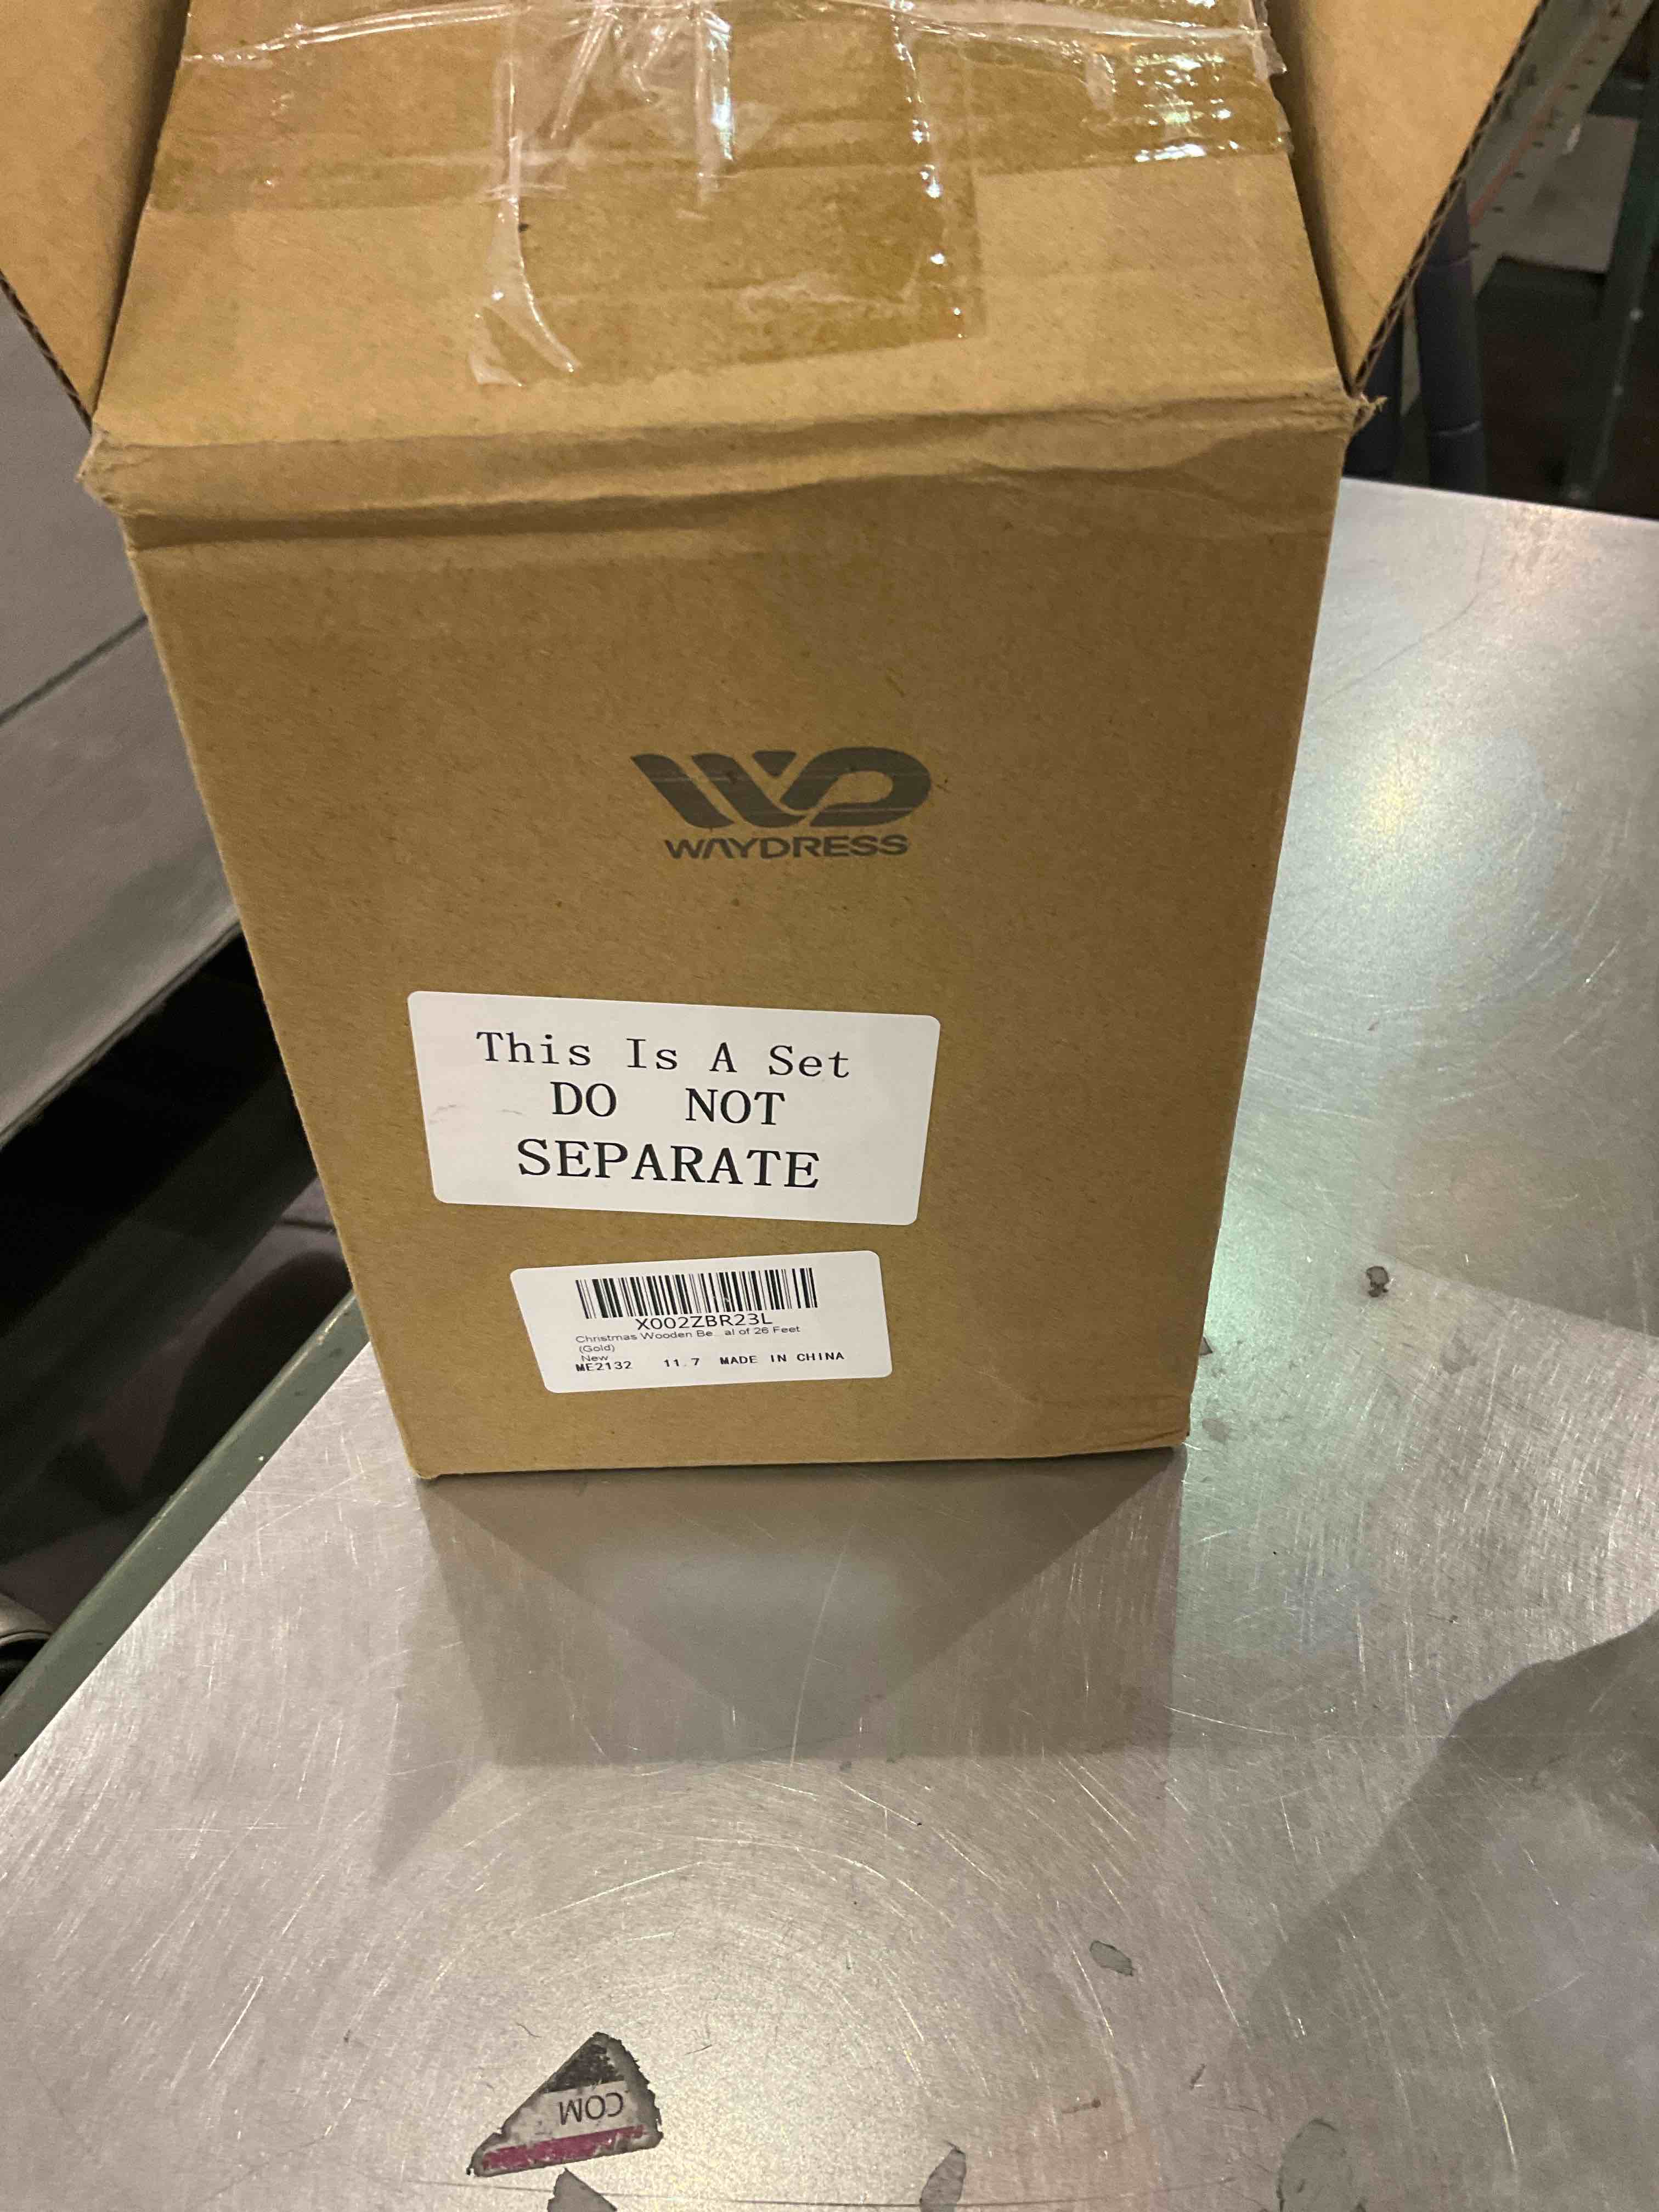 WAYDRESS
This Is A Set
DO NOT
SEPARATE
X002ZBR23L
Christmas Wooden Be...al of 26 Feet
(Gold)
New
ME2132 11.7 MADE IN CHINA
COM